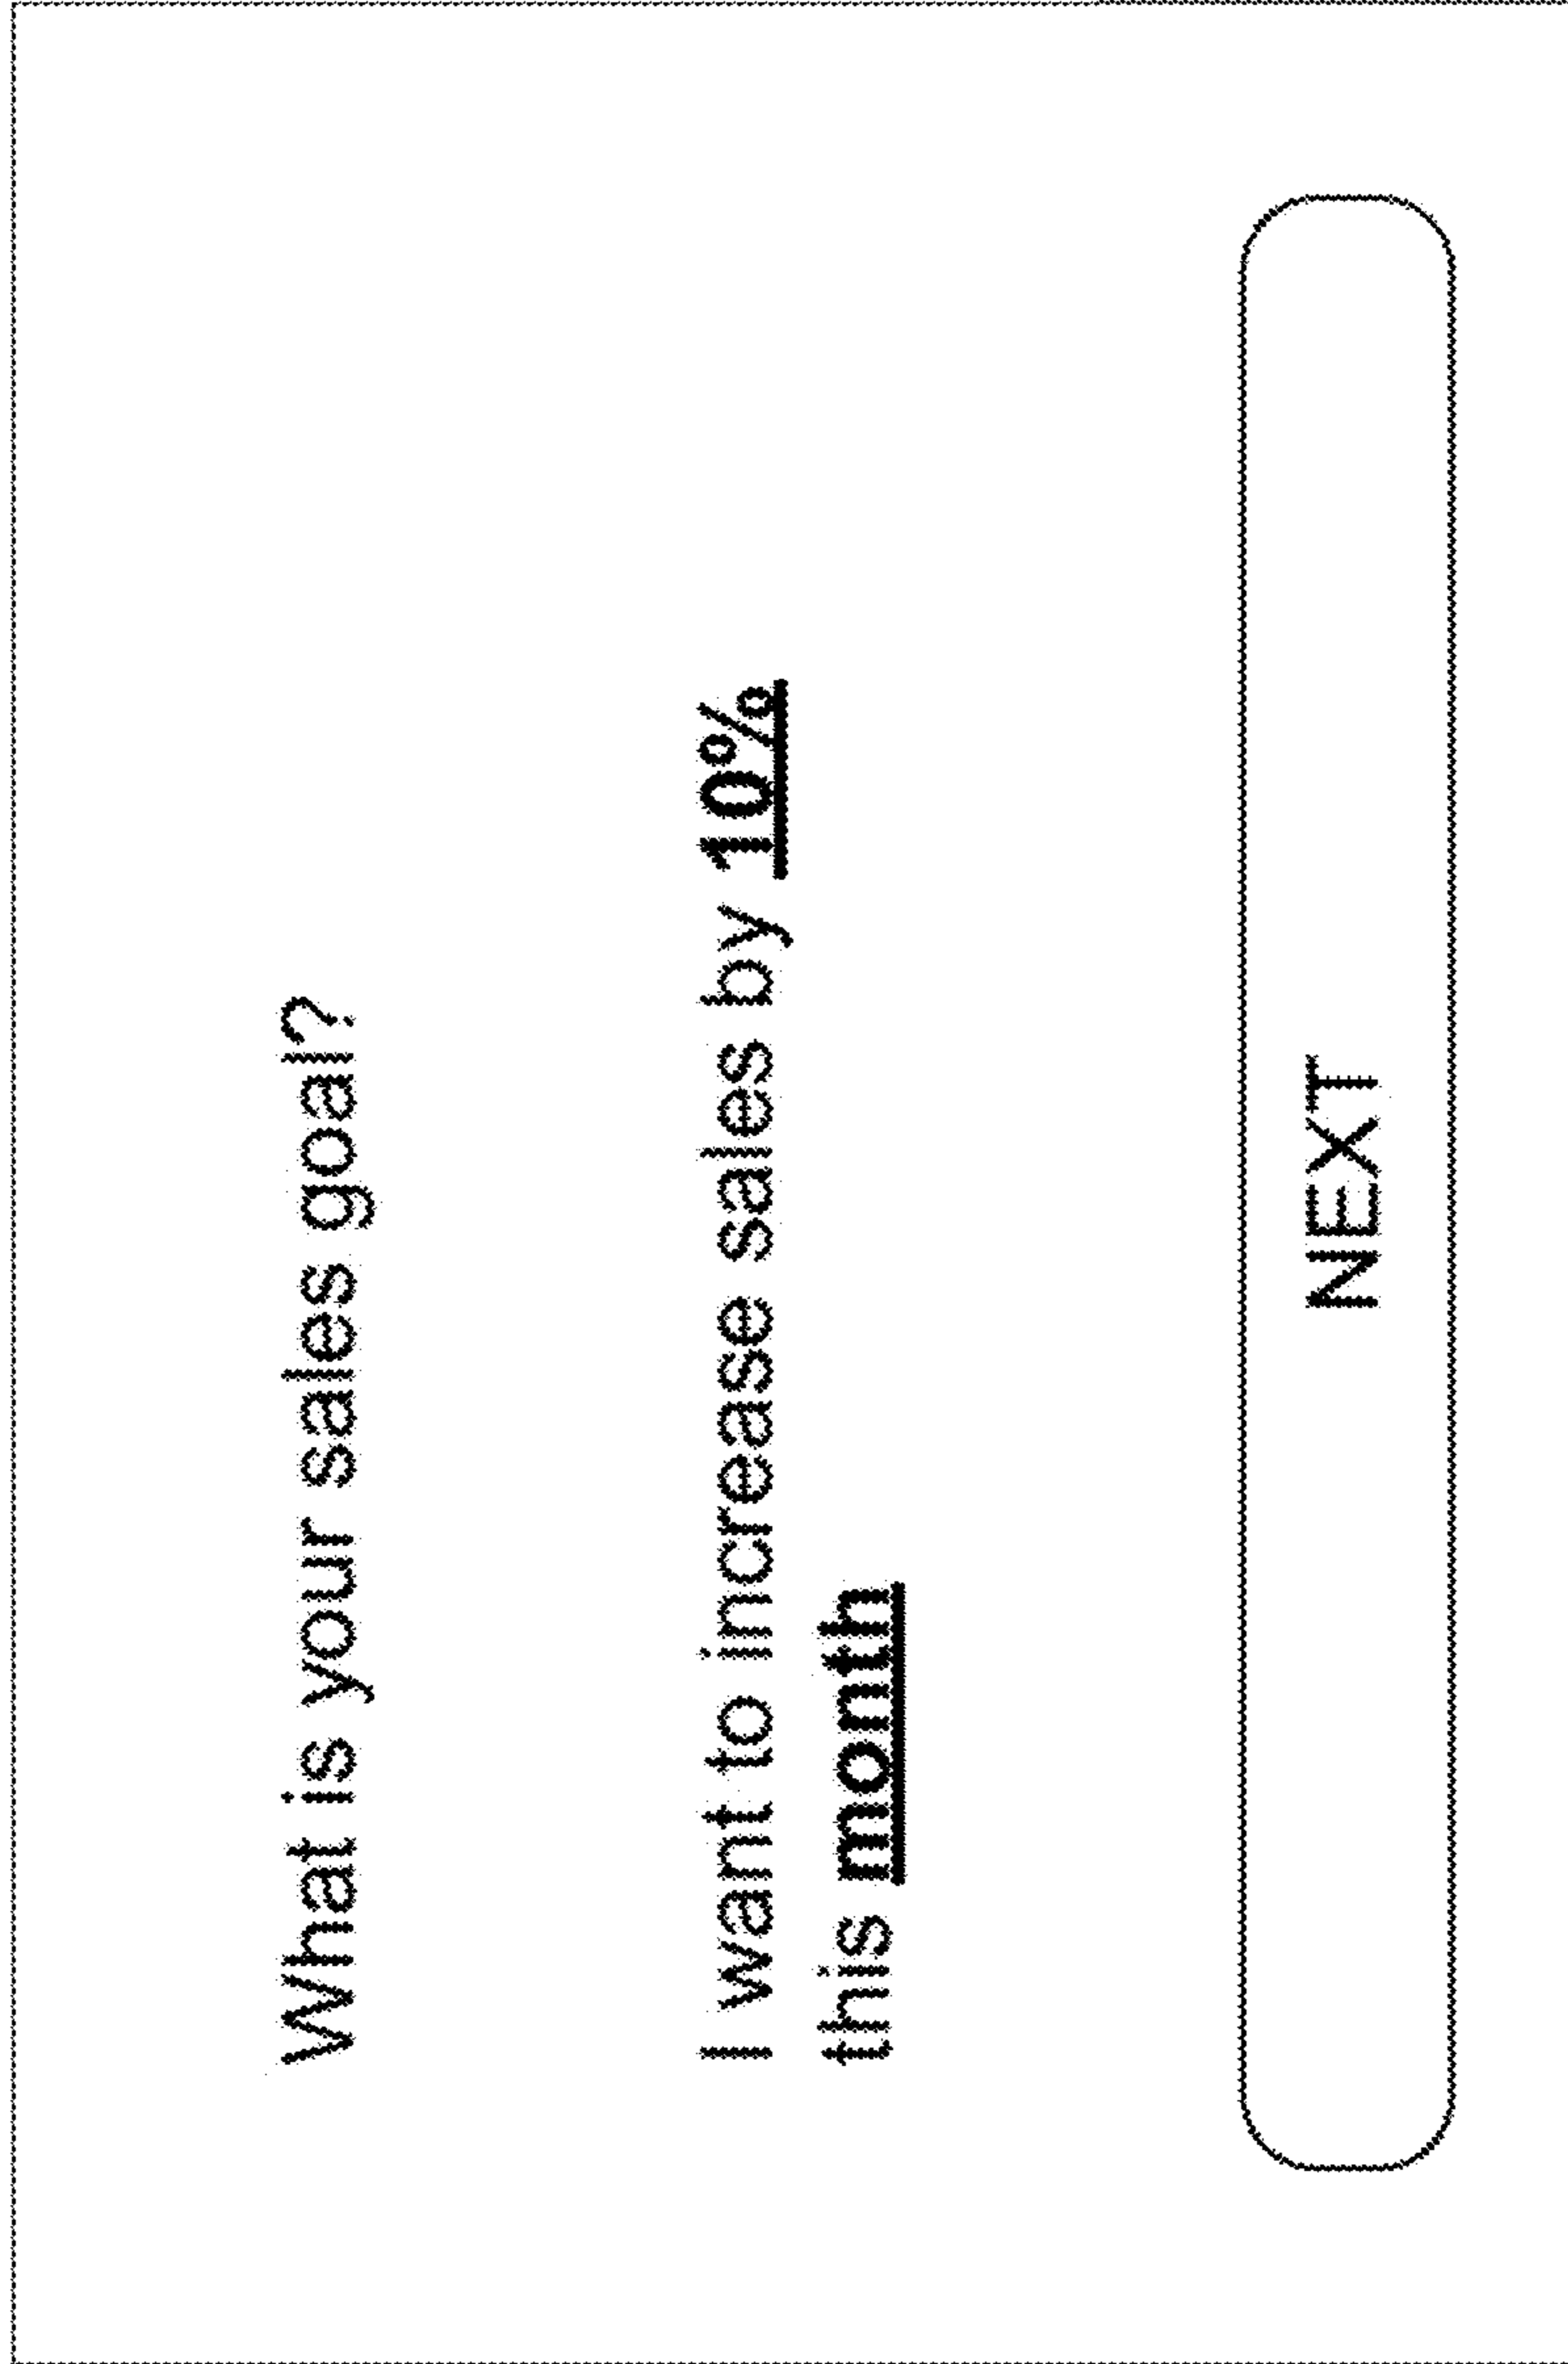 What is your sales goal?
I want to increase sales by 10%
this month
NEXT